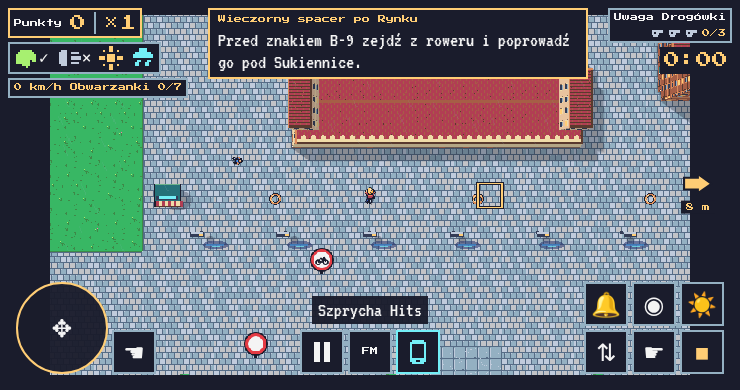 Punkty 0 ×1
Wieczorny spacer po Rynku
Przed znakiem B-9 zejdź z roweru i poprowadź
go pod Sukiennice.
Uwaga Drogówki
0/3
0:00
0 km/h Obwarzanki 0/7
8 m
Szprycha Hits
FM